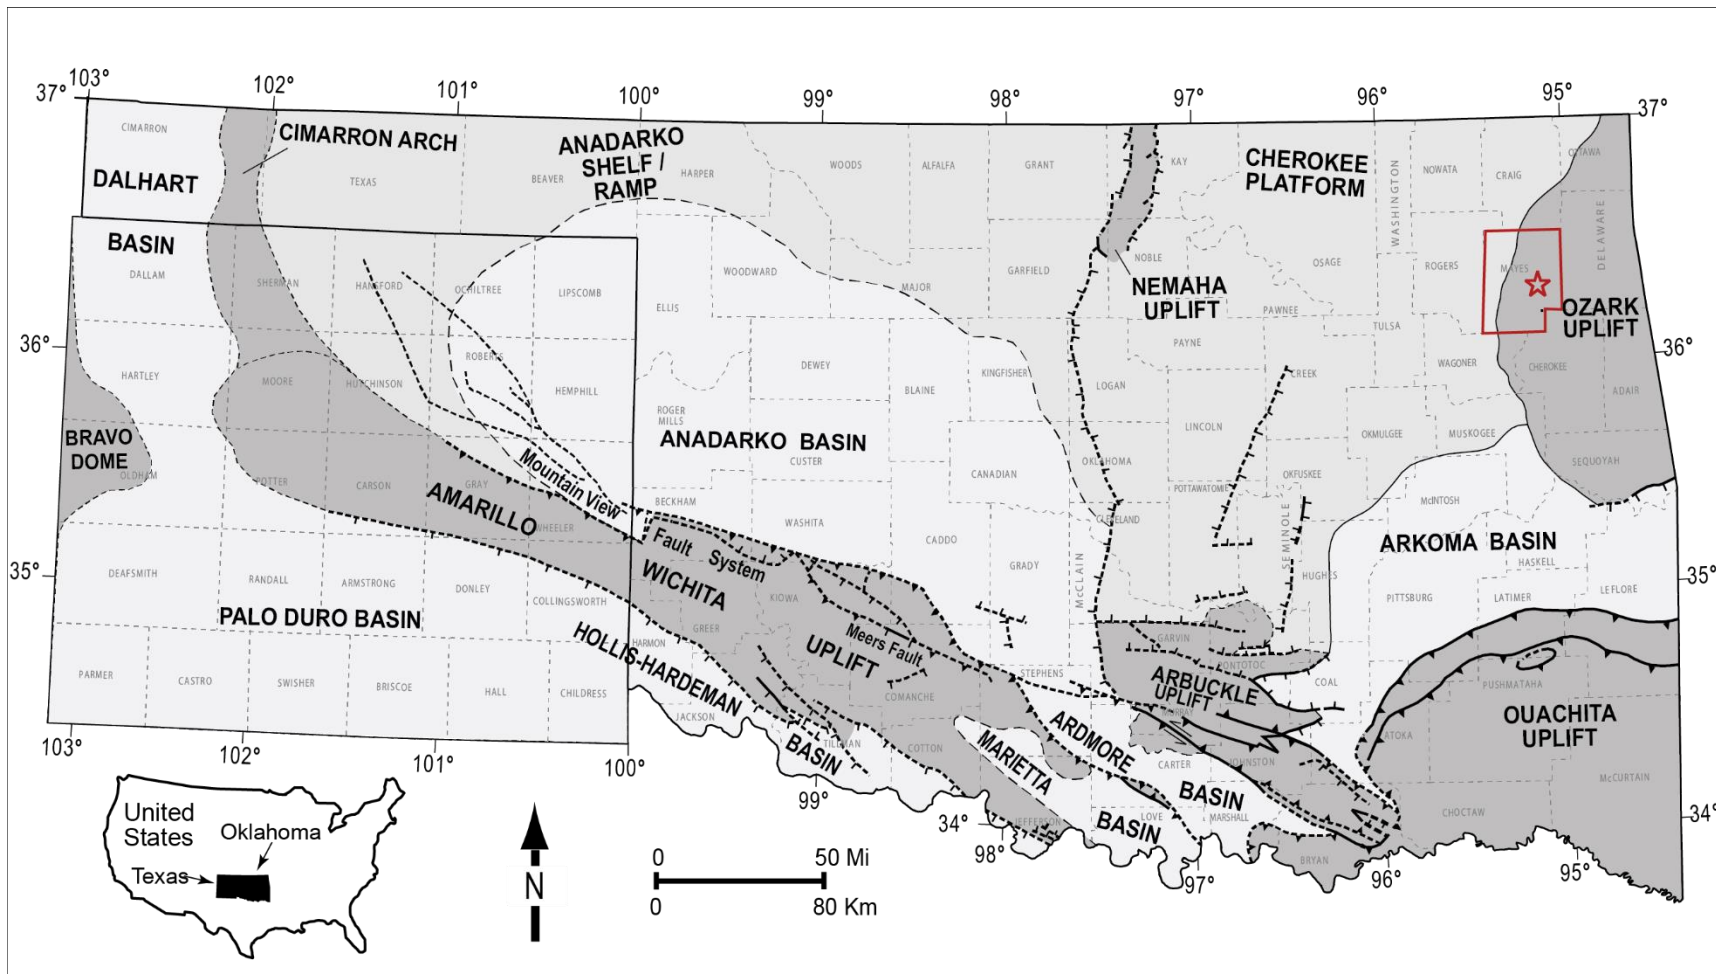 103°
102°
101°
100°
99°
98°
97°
96°
95°
37°
37°
CIMARRON
CIMARRON ARCH
DALHART
BASIN
TEXAS
ANADARKO
SHELF /
RAMP
BEAVER
HARPER
WOODS
ALFALFA
GRANT
KAY
CHEROKEE
PLATFORM
WASHINGTON
NOWATA
CRAIG
OTTAWA
DELAWARE
DALLAM
SHERMAN
HANSFORD
OCHILTREE
LIPSCOMB
ELLIS
WOODWARD
MAJOR
GARFIELD
NOBLE
NEMAHA
UPLIFT
OSAGE
PAWNEE
ROGERS
MAYES
OZARK
UPLIFT
36°
36°
HARTLEY
MOORE
HUTCHINSON
ROBERTS
HEMPHILL
ROGER
MILLS
DEWEY
BLAINE
KINGFISHER
LOGAN
PAYNE
CREEK
TULSA
WAGONER
CHEROKEE
ADAIR
BRAVO
DOME
OLDHAM
POTTER
CARSON
GRAY
WHEELER
AMARILLO
Mountain View
Fault System
ANADARKO BASIN
CUSTER
BECKHAM
WASHITA
CANADIAN
OKLAHOMA
LINCOLN
OKMULGEE
MUSKOGEE
SEQUOYAH
POTTAWATOMIE
OKFUSKEE
McINTOSH
CLEVELAND
SEMINOLE
HUGHES
ARKOMA BASIN
HASKELL
LEFLORE
35°
35°
DEAFSMITH
RANDALL
ARMSTRONG
DONLEY
COLLINGSWORTH
PALO DURO BASIN
WICHITA
UPLIFT
KIOWA
CADDO
GRADY
McCLAIN
PITTSBURG
LATIMER
HARMON
GREER
Meers Fault
GARVIN
PONTOTOC
HOLLIS-HARDEMAN
BASIN
COMANCHE
STEPHENS
ARBUCKLE
UPLIFT
MURRAY
COAL
PUSHMATAHA
PARMER
CASTRO
SWISHER
BRISCOE
HALL
CHILDRESS
JACKSON
TILLMAN
COTTON
MARIETTA
BASIN
ARDMORE
BASIN
CARTER
JOHNSTON
ATOKA
OUACHITA
UPLIFT
McCURTAIN
CHOCTAW
JEFFERSON
LOVE
MARSHALL
BRYAN
103°
102°
101°
100°
99°
34°
98°
97°
96°
95°
34°
United
States
Oklahoma
Texas
N
0
50 Mi
0
80 Km